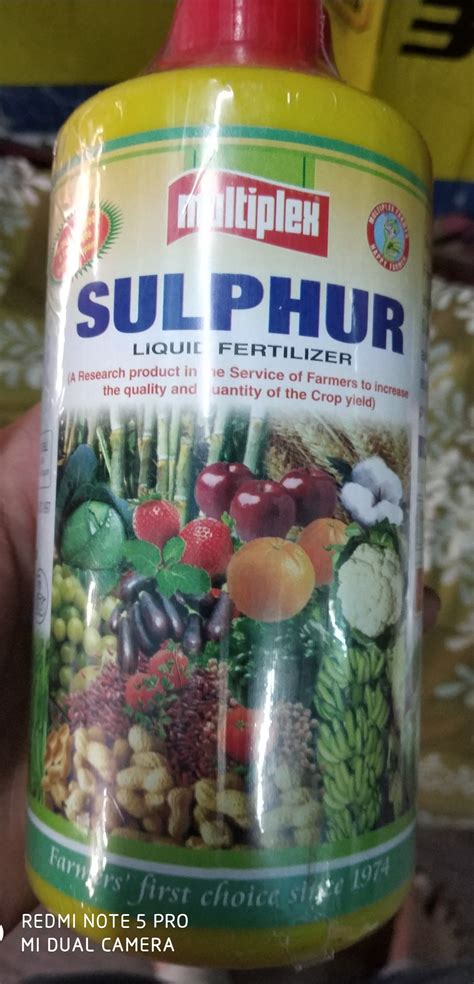 multiplex
SULPHUR
LIQUID FERTILIZER
(A Research product in the Service of Farmers to increase
the quality and quantity of the Crop yield)
Farmers' first choice since 1974
REDMI NOTE 5 PRO
MI DUAL CAMERA